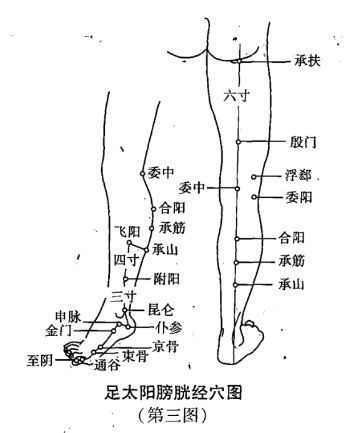 承扶
六寸
殷门
浮郄
委中
委阳
合阳
承筋
承山
委中
合阳
承筋
飞阳
承山
四寸
附阳
三寸
昆仑
申脉
仆参
金门
京骨
至阴
束骨
通谷
足太阳膀胱经穴图
(第三图)